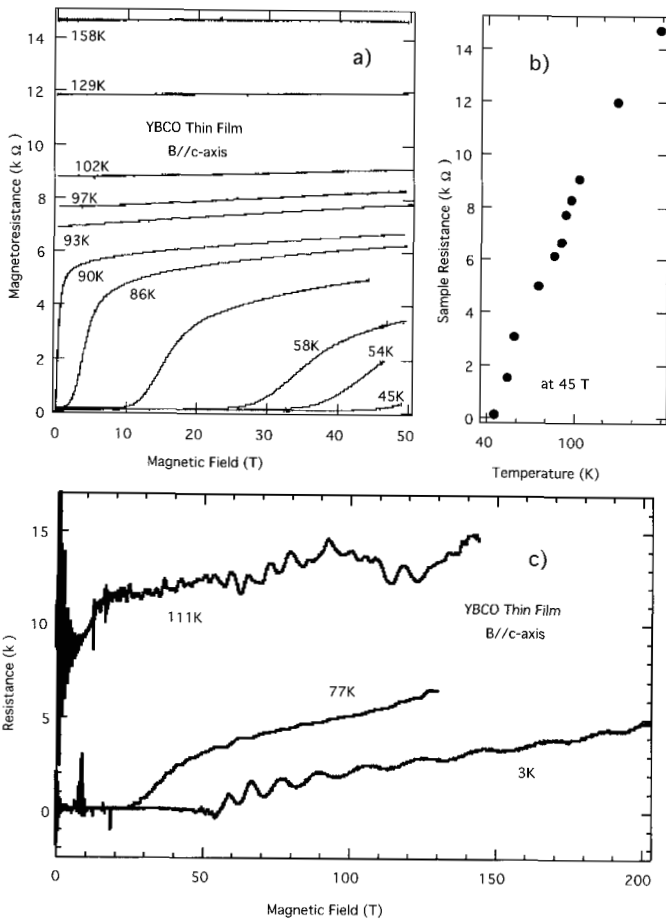 a)
14
12
10
8
6
4
2
0
Magnetoresistance (k Ω)
158K
129K
YBCO Thin Film
B//c-axis
102K
97K
93K
90K
86K
58K
54K
45K
0
10
20
30
40
50
Magnetic Field (T)
b)
14
12
10
8
6
4
2
0
Sample Resistance (k Ω)
at 45 T
40
100
Temperature (K)
c)
15
10
5
0
Resistance (k )
111K
YBCO Thin Film
B//c-axis
77K
3K
0
50
100
150
200
Magnetic Field (T)